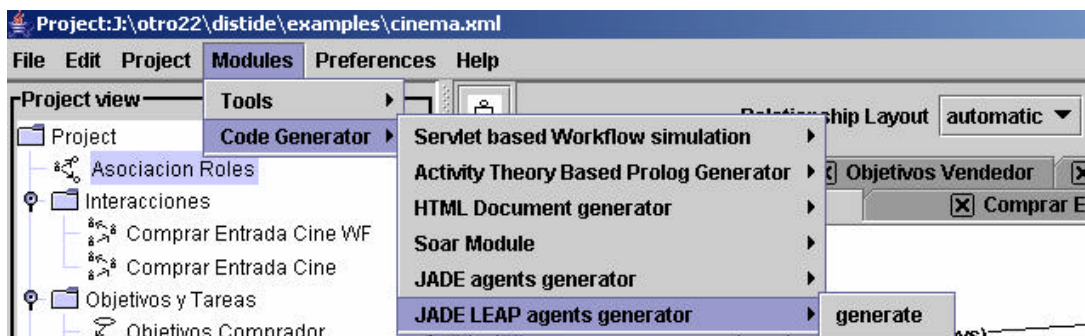 Project:J:\otro22\distide\examples\cinema.xml
File Edit Project Modules Preferences Help
Project view
Tools
Relationship Layout automatic
Project
Code Generator
Servlet based Workflow simulation
Asociacion Roles
Activity Theory Based Prolog Generator
Objetivos Vendedor
Interacciones
HTML Document generator
Comprar E
Comprar Entrada Cine WF
Soar Module
Comprar Entrada Cine
JADE agents generator
Objetivos y Tareas
JADE LEAP agents generator
generate
Objetivos Comprador